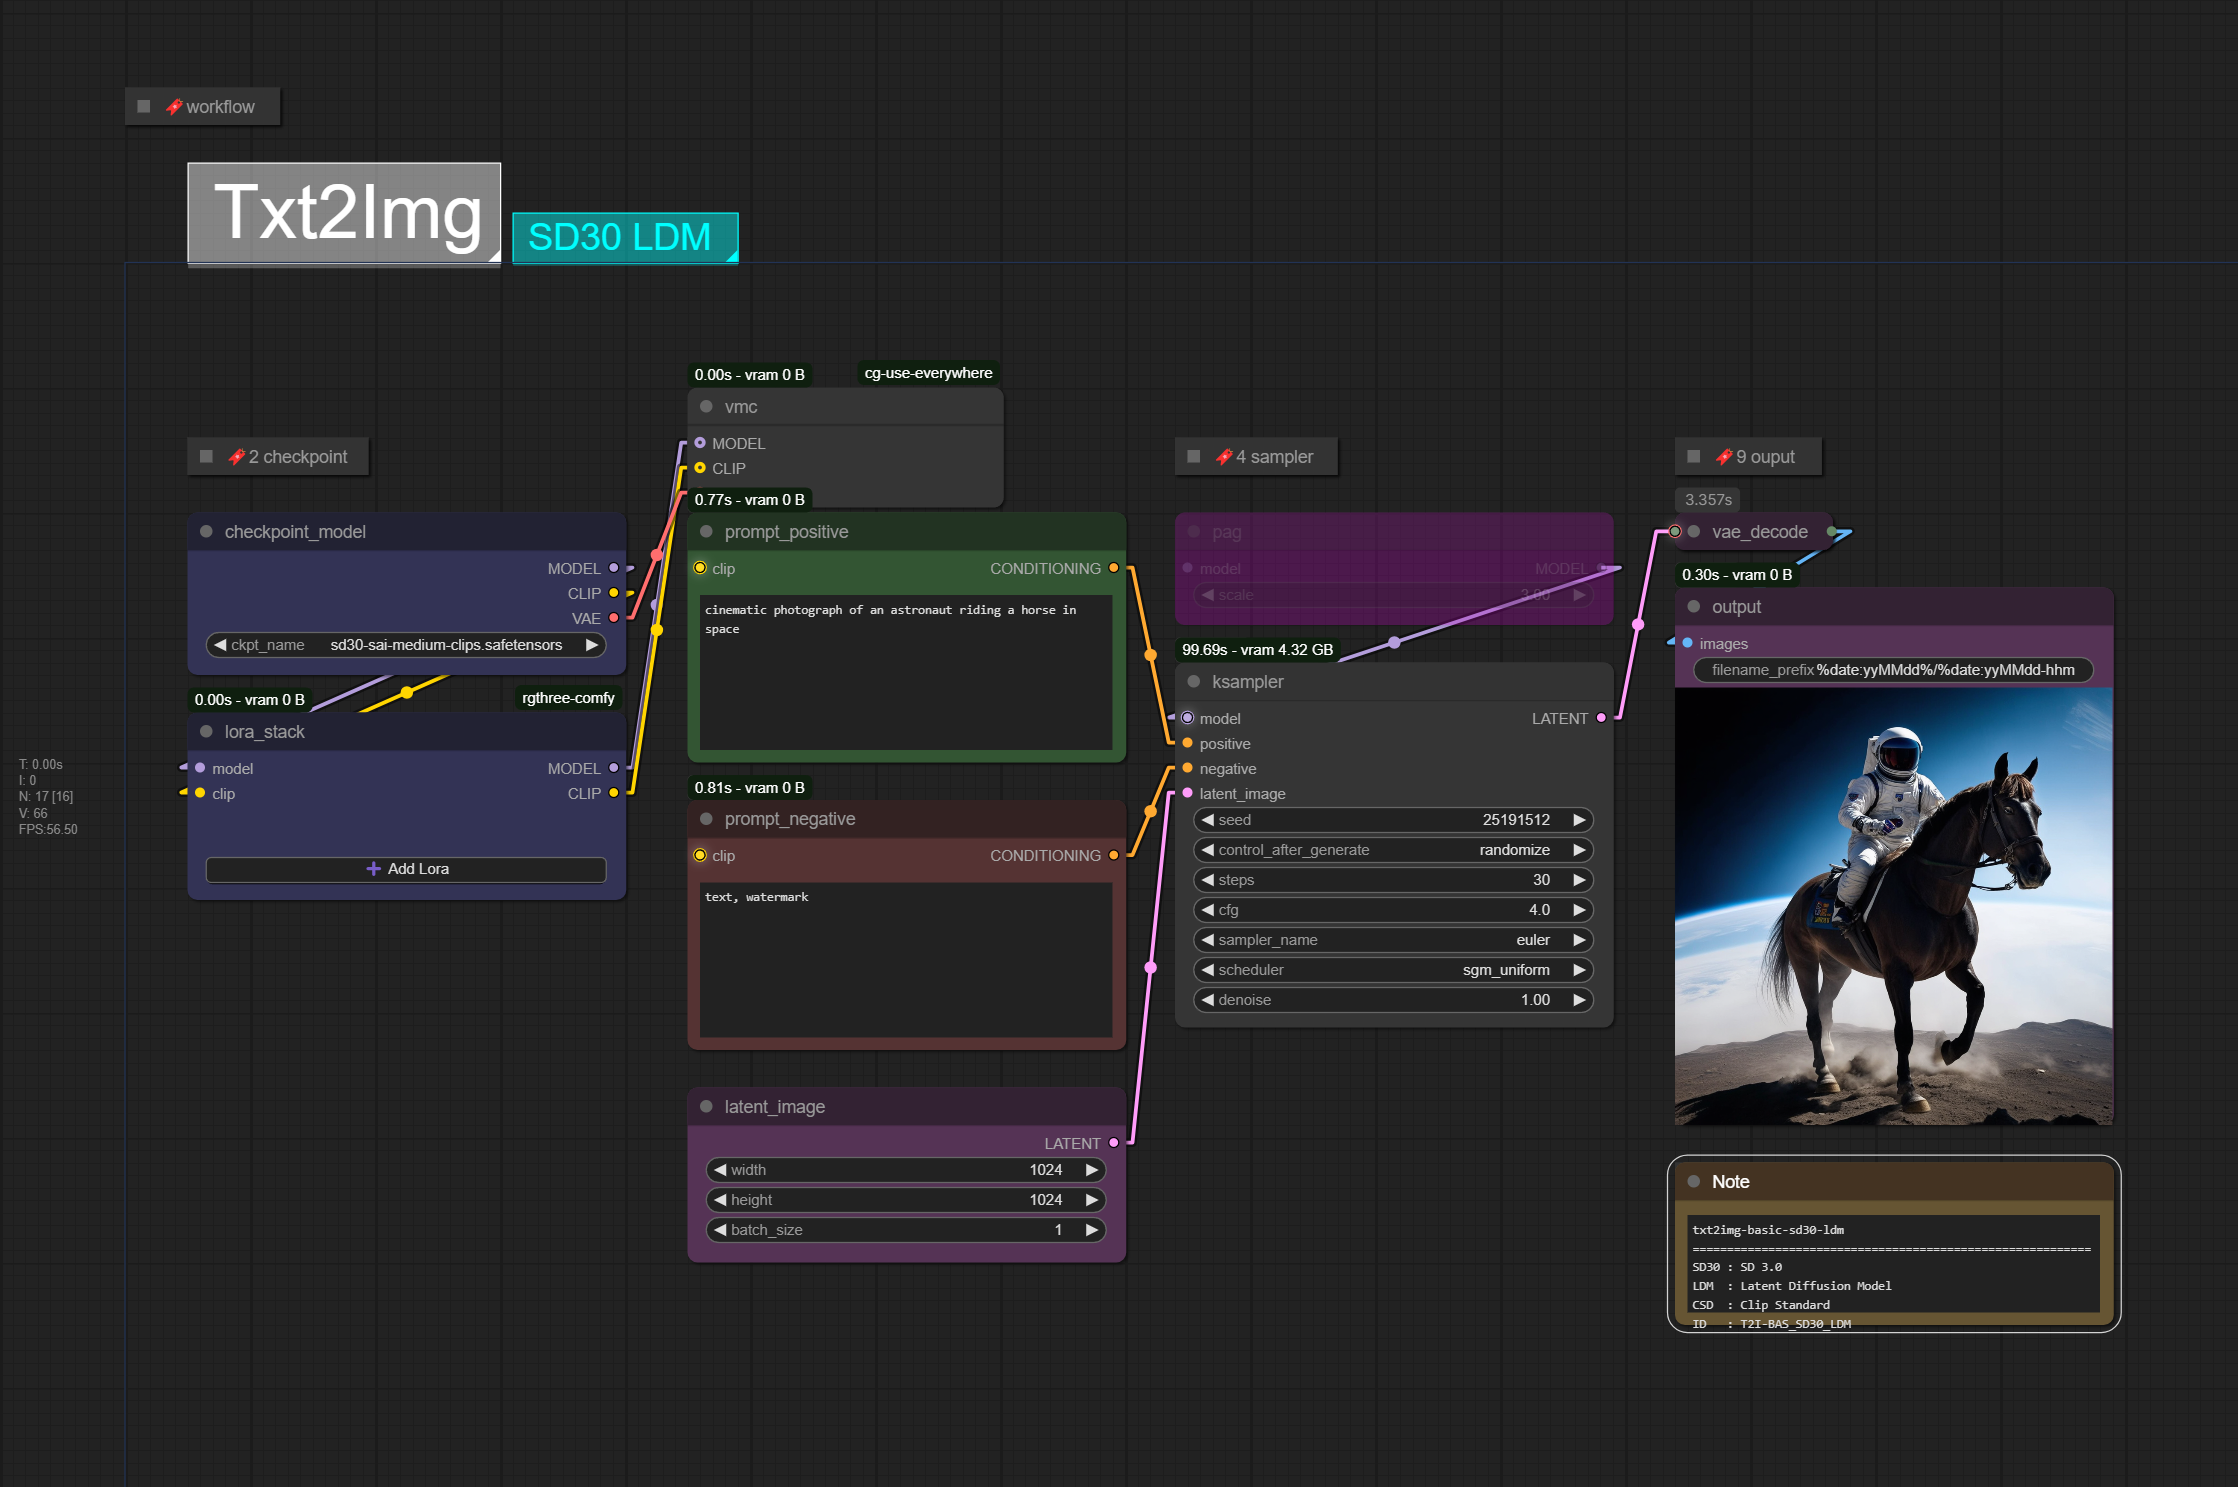 workflow
Txt2Img
SD30 LDM
0.00s - vram 0 B
cg-use-everywhere
vmc
MODEL
CLIP
2 checkpoint
checkpoint_model
MODEL
CLIP
VAE
ckpt_name sd30-sai-medium-clips.safetensors
0.00s - vram 0 B
rgthree-comfy
lora_stack
model MODEL
clip CLIP
Add Lora
T: 0.00s
I: 0
N: 17 [16]
V: 66
FPS:56.50
0.77s - vram 0 B
prompt_positive
clip CONDITIONING
cinematic photograph of an astronaut riding a horse in
space
0.81s - vram 0 B
prompt_negative
clip CONDITIONING
text, watermark
latent_image
LATENT
width 1024
height 1024
batch_size 1
4 sampler
pag
model MODEL
scale 3.00
99.69s - vram 4.32 GB
ksampler
model LATENT
positive
negative
latent_image
seed 25191512
control_after_generate randomize
steps 30
cfg 4.0
sampler_name euler
scheduler sgm_uniform
denoise 1.00
9 ouput
3.357s
vae_decode
0.30s - vram 0 B
output
images
filename_prefix %date:yyMMdd%/%date:yyMMdd-hhm
Note
txt2img-basic-sd30-ldm
==========================================================
SD30 : SD 3.0
LDM : Latent Diffusion Model
CSD : Clip Standard
ID : T2I-BAS_SD30_LDM